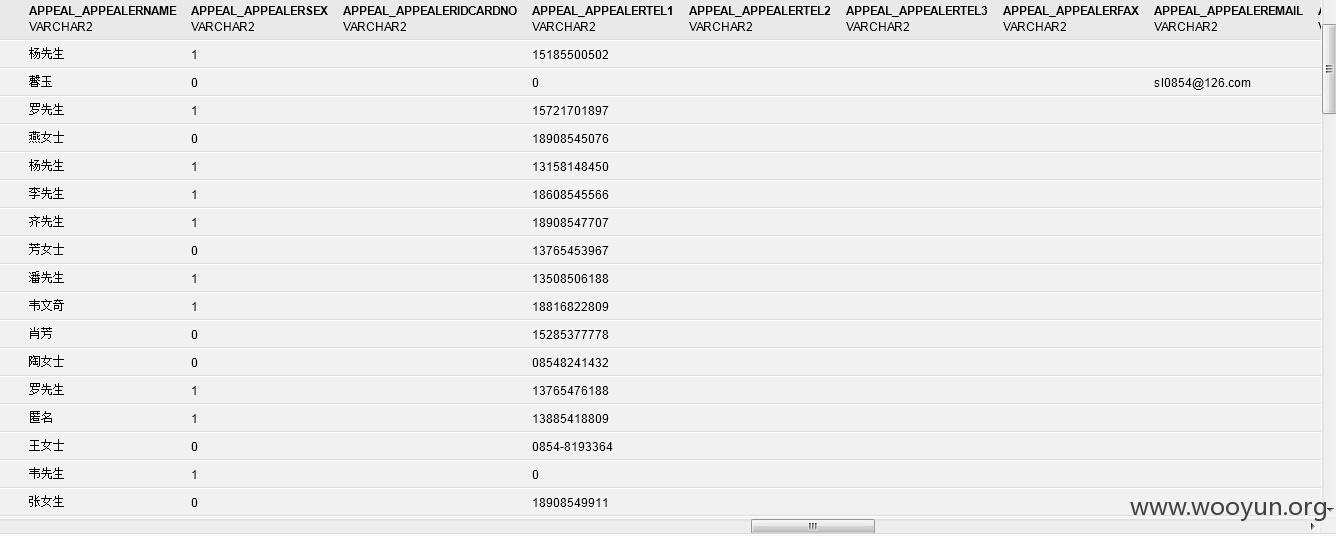 APPEAL_APPEALERNAME APPEAL_APPEALERSEX APPEAL_APPEALERIDCARDNO APPEAL_APPEALERTEL1 APPEAL_APPEALERTEL2 APPEAL_APPEALERTEL3 APPEAL_APPEALERFAX APPEAL_APPEALEREMAIL
VARCHAR2 VARCHAR2 VARCHAR2 VARCHAR2 VARCHAR2 VARCHAR2 VARCHAR2 VARCHAR2
杨先生 1 15185500502
馨玉 0 0 sl0854@126.com
罗先生 1 15721701897
燕女士 0 18908545076
杨先生 1 13158148450
李先生 1 18608545566
齐先生 1 18908547707
芳女士 0 13765453967
潘先生 1 13508506188
韦文奇 1 18816822809
肖芳 0 15285377778
陶女士 0 08548241432
罗先生 1 13765476188
匿名 1 13885418809
王女士 0 0854-8193364
韦先生 1 0
张女生 0 18908549911
www.wooyun.org